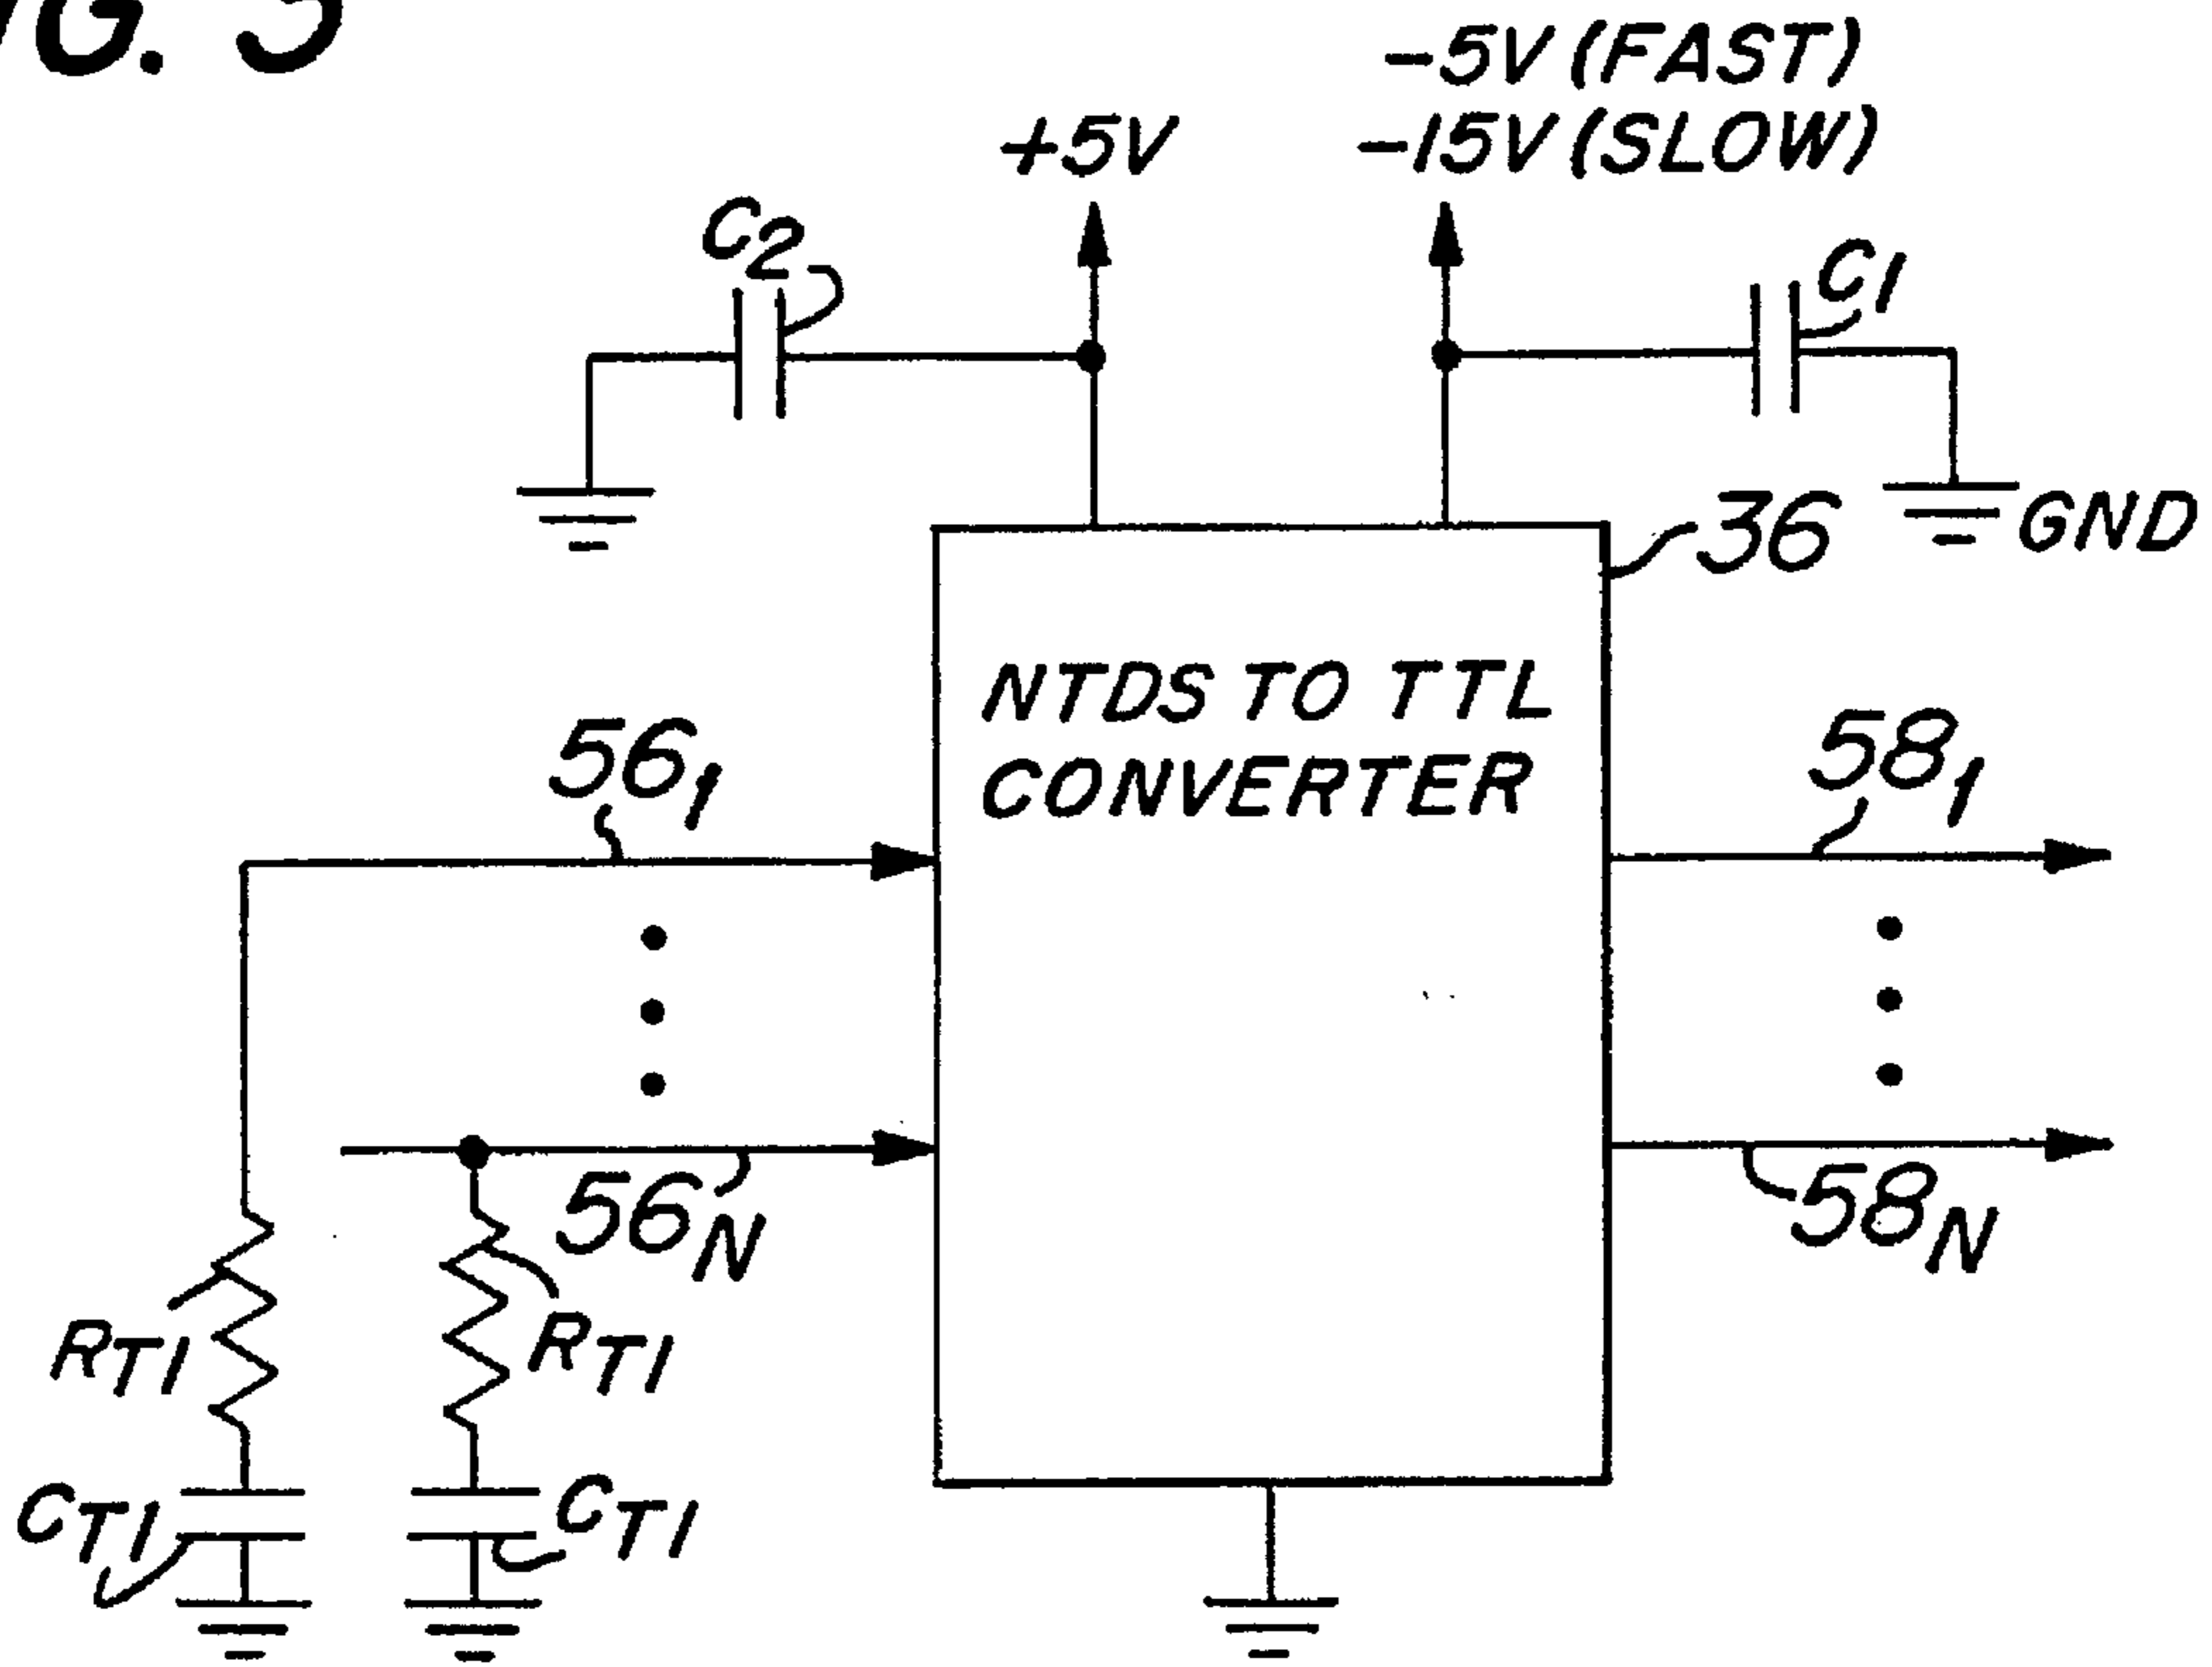 G. 5
-5V (FAST)
-15V (SLOW)
+5V
C2
C1
36
GND
NTDS TO TTL
CONVERTER
561
581
56N
58N
RT1
RT1
CT1
CT1